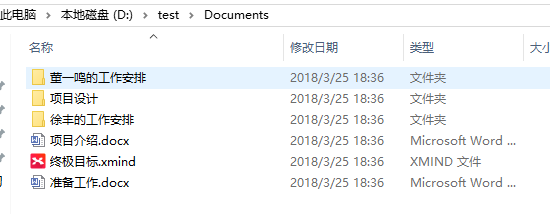 此电脑 › 本地磁盘 (D:) › test › Documents
名称 修改日期 类型 大小
董一鸣的工作安排 2018/3/25 18:36 文件夹
项目设计 2018/3/25 18:36 文件夹
徐丰的工作安排 2018/3/25 18:36 文件夹
项目介绍.docx 2018/3/25 18:36 Microsoft Word ...
终极目标.xmind 2018/3/25 18:36 XMIND 文件
准备工作.docx 2018/3/25 18:36 Microsoft Word ...